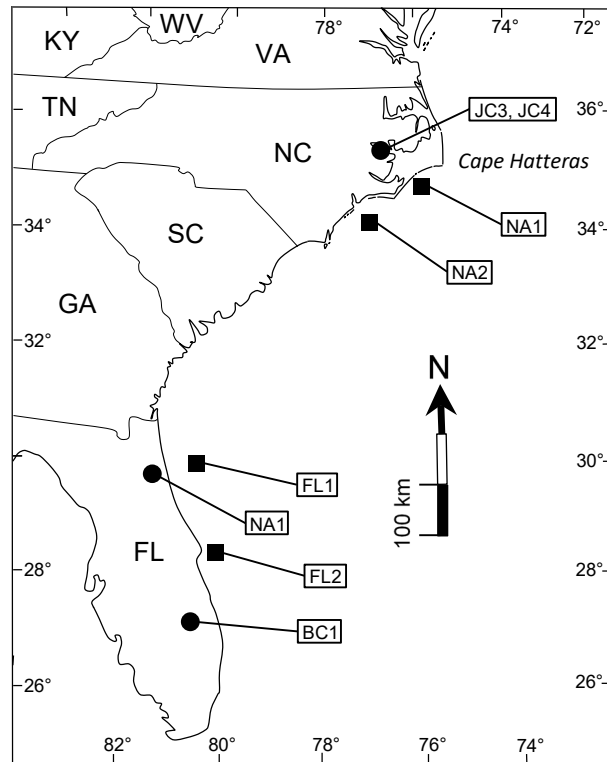 78° 76° 74° 72°
WV
KY
VA
TN
36°
JC3, JC4
NC
Cape Hatteras
34°
NA1
34°
SC
NA2
GA
32°
32°
N
30°
30°
FL1
100 km
NA1
FL
28°
FL2
28°
BC1
26°
26°
82° 80° 78° 76° 74°